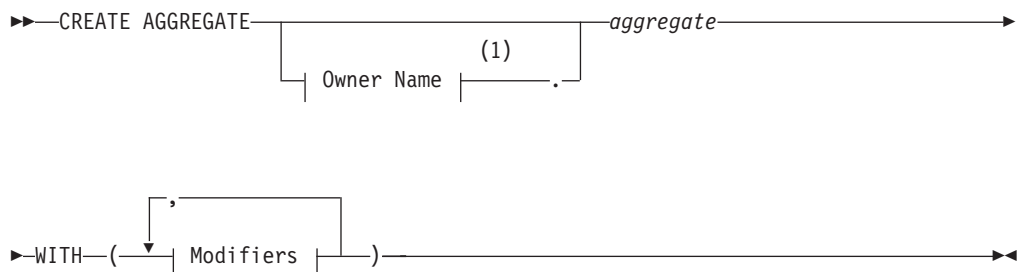 CREATE AGGREGATE aggregate
(1)
Owner Name .
,
WITH ( Modifiers )